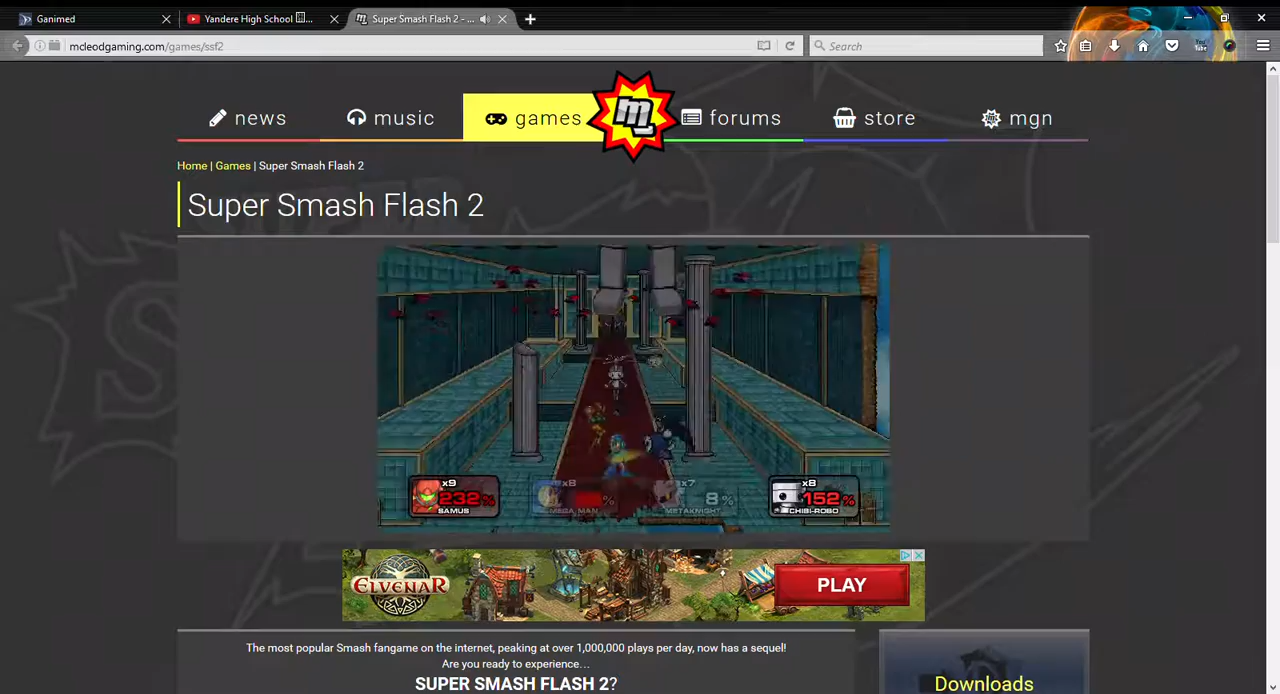 Ganimed
Yandere High School
Super Smash Flash 2 - ...
mcleodgaming.com/games/ssf2
Search
You
Tube
news
music
games
forums
store
mgn
Home | Games | Super Smash Flash 2
Super Smash Flash 2
x9
232%
SAMUS
x8
%
MEGA MAN
x7
8%
METAKNIGHT
x8
152%
CHIBI-ROBO
ELVENAR
PLAY
The most popular Smash fangame on the internet, peaking at over 1,000,000 plays per day, now has a sequel!
Are you ready to experience...
SUPER SMASH FLASH 2?
Downloads